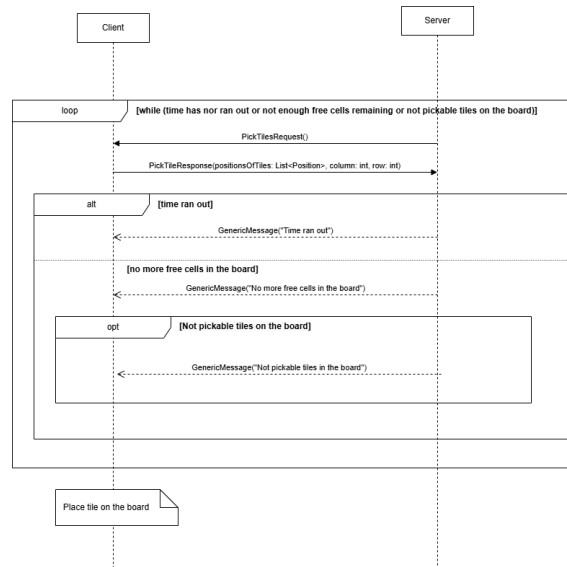 Client
Server
loop
[while (time has nor ran out or not enough free cells remaining or not pickable tiles on the board)]
PickTilesRequest()
PickTileResponse(positionsOfTiles: List<Position>, column: int, row: int)
alt
[time ran out]
GenericMessage("Time ran out")
[no more free cells in the board]
GenericMessage("No more free cells in the board")
opt
[Not pickable tiles on the board]
GenericMessage("Not pickable tiles in the board")
Place tile on the board